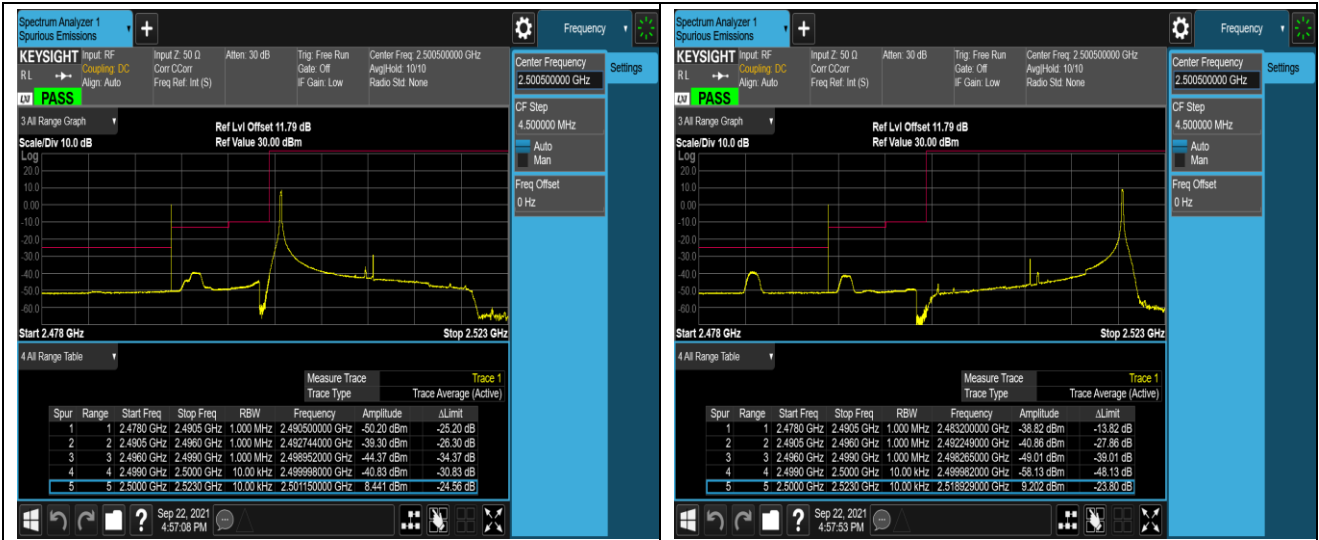 Spectrum Analyzer 1
Spurious Emissions
Frequency
KEYSIGHT Input: RF Input Z: 50 Ω Atten: 30 dB Trig: Free Run Center Freq: 2.500500000 GHz
Coupling: DC Corr CCorr Gate: Off Avg|Hold: 10/10
R L Align: Auto Freq Ref: Int (S) IF Gain: Low Radio Std: None
LXI PASS
Center Frequency
2.500500000 GHz
Settings
CF Step
4.500000 MHz
Auto
Man
Freq Offset
0 Hz
3 All Range Graph
Ref Lvl Offset 11.79 dB
Scale/Div 10.0 dB Ref Value 30.00 dBm
Log
20.0
10.0
0.00
-10.0
-20.0
-30.0
-40.0
-50.0
-60.0
Start 2.478 GHz Stop 2.523 GHz
4 All Range Table
Measure Trace Trace 1
Trace Type Trace Average (Active)
Spur Range Start Freq Stop Freq RBW Frequency Amplitude ΔLimit
1 1 2.4780 GHz 2.4905 GHz 1.000 MHz 2.490500000 GHz -50.20 dBm -25.20 dB
2 2 2.4905 GHz 2.4960 GHz 1.000 MHz 2.492744000 GHz -39.30 dBm -26.30 dB
3 3 2.4960 GHz 2.4990 GHz 1.000 MHz 2.498952000 GHz -44.37 dBm -34.37 dB
4 4 2.4990 GHz 2.5000 GHz 10.00 kHz 2.499998000 GHz -40.83 dBm -30.83 dB
5 5 2.5000 GHz 2.5230 GHz 10.00 kHz 2.501150000 GHz 8.441 dBm -24.56 dB
Sep 22, 2021
4:57:08 PM
Spectrum Analyzer 1
Spurious Emissions
Frequency
KEYSIGHT Input: RF Input Z: 50 Ω Atten: 30 dB Trig: Free Run Center Freq: 2.500500000 GHz
Coupling: DC Corr CCorr Gate: Off Avg|Hold: 10/10
R L Align: Auto Freq Ref: Int (S) IF Gain: Low Radio Std: None
LXI PASS
Center Frequency
2.500500000 GHz
Settings
CF Step
4.500000 MHz
Auto
Man
Freq Offset
0 Hz
3 All Range Graph
Ref Lvl Offset 11.79 dB
Scale/Div 10.0 dB Ref Value 30.00 dBm
Log
20.0
10.0
0.00
-10.0
-20.0
-30.0
-40.0
-50.0
-60.0
Start 2.478 GHz Stop 2.523 GHz
4 All Range Table
Measure Trace Trace 1
Trace Type Trace Average (Active)
Spur Range Start Freq Stop Freq RBW Frequency Amplitude ΔLimit
1 1 2.4780 GHz 2.4905 GHz 1.000 MHz 2.483200000 GHz -38.82 dBm -13.82 dB
2 2 2.4905 GHz 2.4960 GHz 1.000 MHz 2.492249000 GHz -40.86 dBm -27.86 dB
3 3 2.4960 GHz 2.4990 GHz 1.000 MHz 2.498265000 GHz -49.01 dBm -39.01 dB
4 4 2.4990 GHz 2.5000 GHz 10.00 kHz 2.499982000 GHz -58.13 dBm -48.13 dB
5 5 2.5000 GHz 2.5230 GHz 10.00 kHz 2.518929000 GHz 9.202 dBm -23.80 dB
Sep 22, 2021
4:57:53 PM